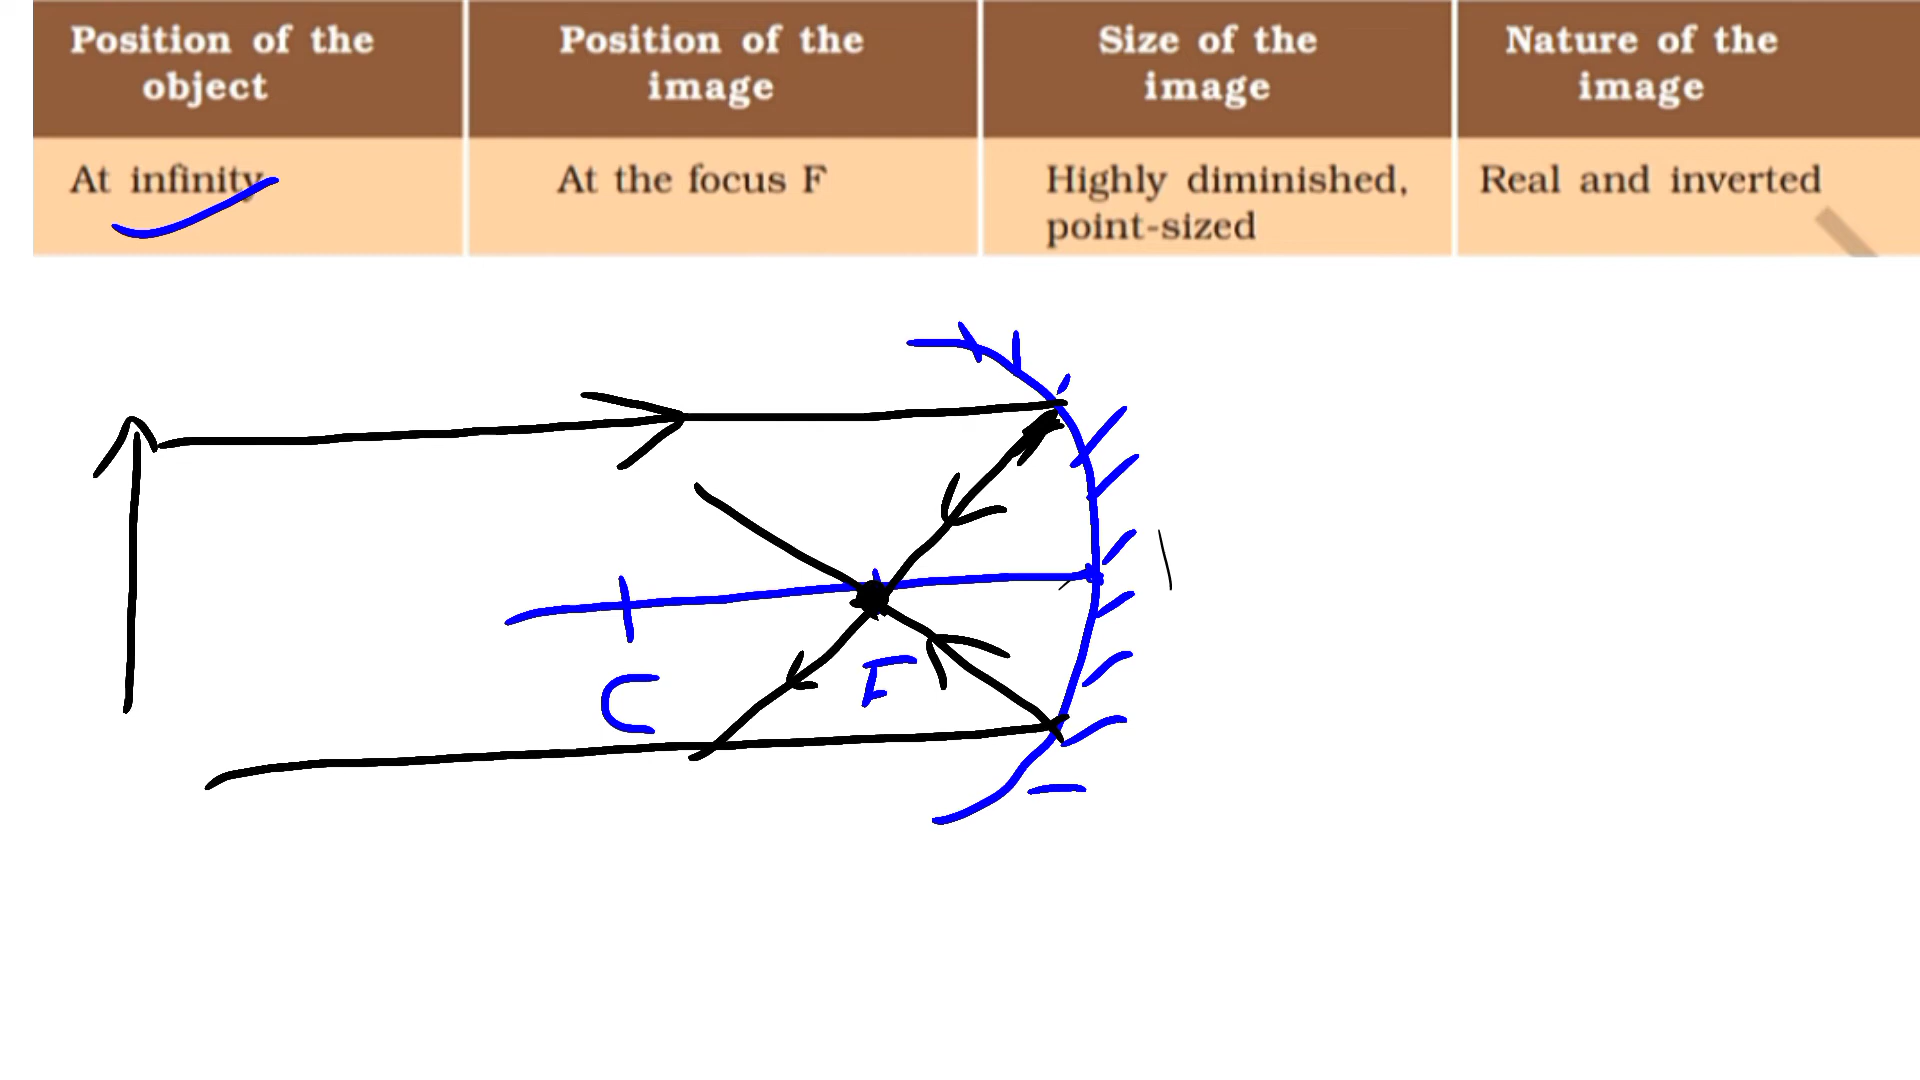 Position of the object
Position of the image
Size of the image
Nature of the image
At infinity
At the focus F
Highly diminished,
point-sized
Real and inverted
C
F